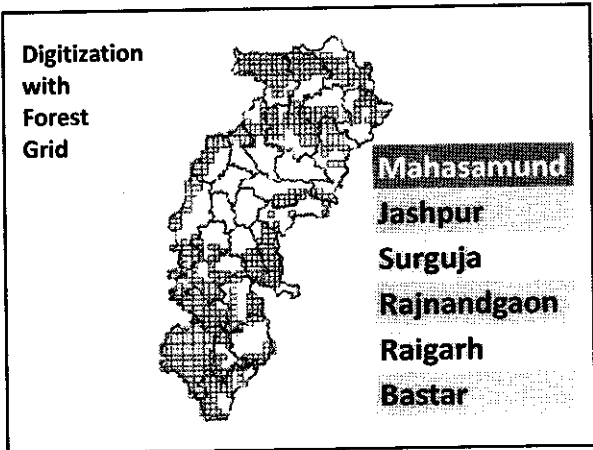 Digitization
with
Forest
Grid
Mahasamund
Jashpur
Surguja
Rajnandgaon
Raigarh
Bastar